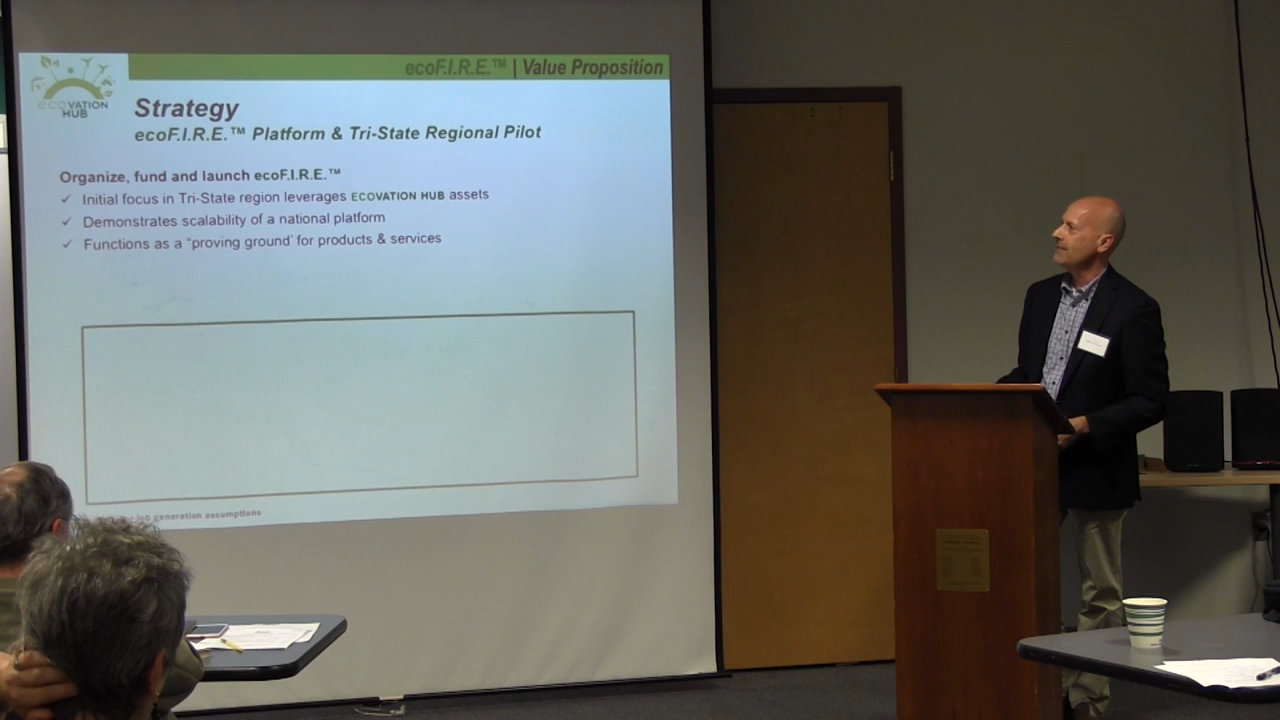 ecoF.I.R.E.™ | Value Proposition
ecOVATION
HUB
Strategy
ecoF.I.R.E.™ Platform & Tri-State Regional Pilot
Organize, fund and launch ecoF.I.R.E.™
✓ Initial focus in Tri-State region leverages ECOVATION HUB assets
✓ Demonstrates scalability of a national platform
✓ Functions as a “proving ground’ for products & services
job generation assumptions